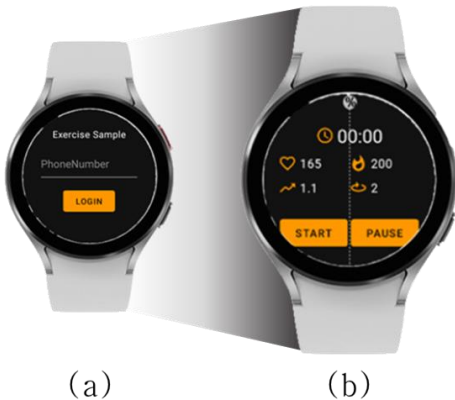 Exercise Sample
PhoneNumber
LOGIN
00:00
165 200
1.1 2
START PAUSE
(a) (b)